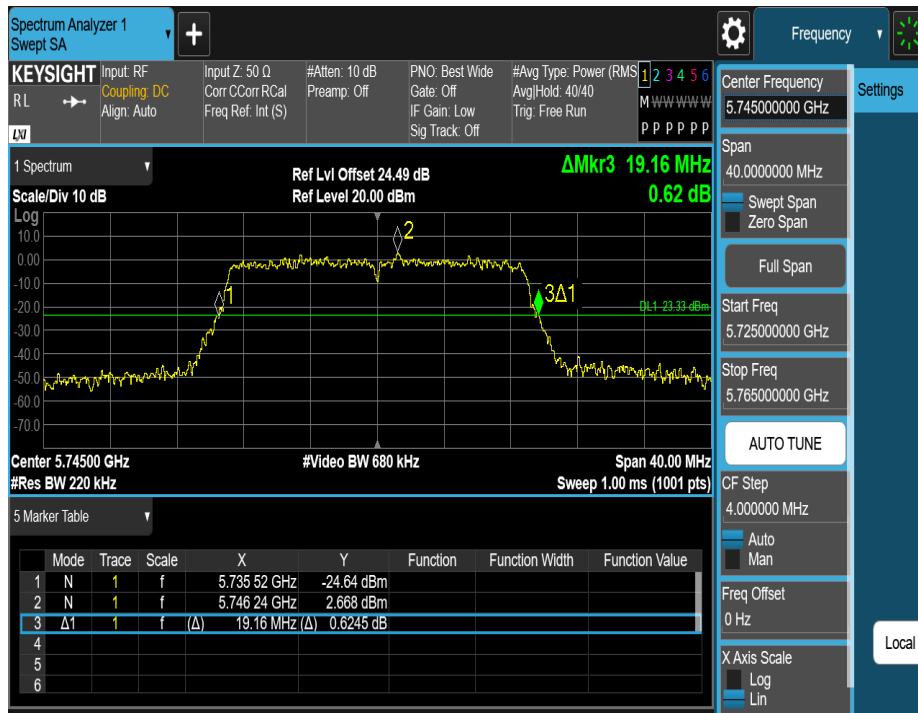 Spectrum Analyzer 1
Swept SA
+
Frequency
KEYSIGHT
RL
LXI
Input: RF
Coupling: DC
Align: Auto
Input Z: 50 Ω
Corr CCorr RCal
Freq Ref: Int (S)
#Atten: 10 dB
Preamp: Off
PNO: Best Wide
Gate: Off
IF Gain: Low
Sig Track: Off
#Avg Type: Power (RMS
Avg|Hold: 40/40
Trig: Free Run
1 2 3 4 5 6
M W W W W W
P P P P P P
1 Spectrum
Scale/Div 10 dB
Ref Lvl Offset 24.49 dB
Ref Level 20.00 dBm
ΔMkr3 19.16 MHz
0.62 dB
Log
10.0
0.00
-10.0
-20.0
-30.0
-40.0
-50.0
-60.0
-70.0
1
2
3Δ1
DL1 -23.33 dBm
Center 5.74500 GHz
#Res BW 220 kHz
#Video BW 680 kHz
Span 40.00 MHz
Sweep 1.00 ms (1001 pts)
5 Marker Table
Mode Trace Scale X Y Function Function Width Function Value
1 N 1 f 5.735 52 GHz -24.64 dBm
2 N 1 f 5.746 24 GHz 2.668 dBm
3 Δ1 1 f (Δ) 19.16 MHz (Δ) 0.6245 dB
4
5
6
Center Frequency
5.745000000 GHz
Settings
Span
40.0000000 MHz
Swept Span
Zero Span
Full Span
Start Freq
5.725000000 GHz
Stop Freq
5.765000000 GHz
AUTO TUNE
CF Step
4.000000 MHz
Auto
Man
Freq Offset
0 Hz
Local
X Axis Scale
Log
Lin